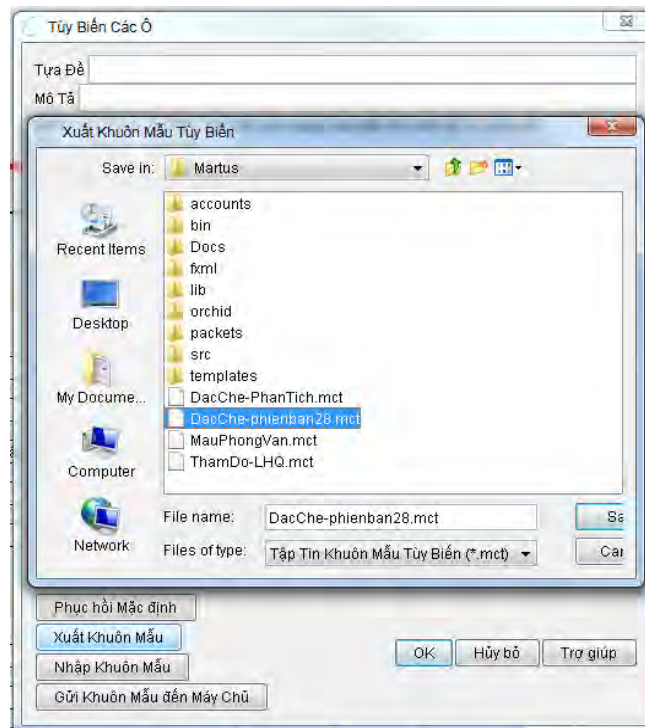 Tùy Biến Các Ô
Tựa Đề
Mô Tả
Xuất Khuôn Mẫu Tùy Biến
Save in: Martus
Recent Items
Desktop
My Docume...
Computer
Network
accounts
bin
Docs
fxml
lib
orchid
packets
src
templates
DacChe-PhanTich.mct
DacChe-phienban28.mct
MauPhongVan.mct
ThamDo-LHQ.mct
File name: DacChe-phienban28.mct Sa
Files of type: Tập Tin Khuôn Mẫu Tùy Biến (*.mct) Car
Phục hồi Mặc định
Xuất Khuôn Mẫu
Nhập Khuôn Mẫu
Gửi Khuôn Mẫu đến Máy Chủ
OK Hủy bỏ Trợ giúp